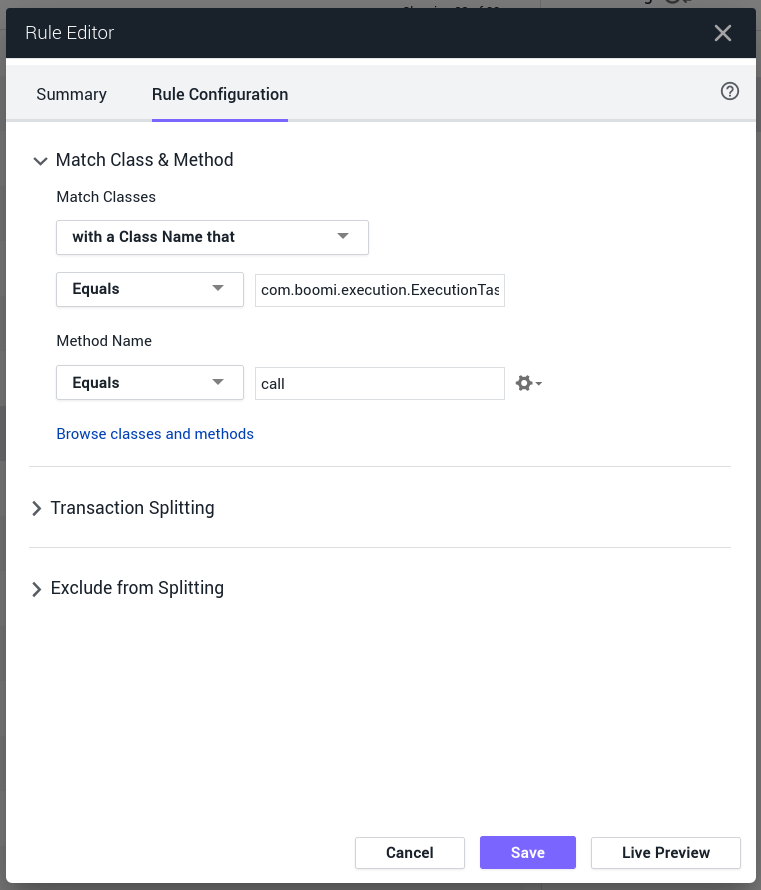 Rule Editor
Summary Rule Configuration
Match Class & Method
Match Classes
with a Class Name that
Equals com.boomi.execution.ExecutionTas
Method Name
Equals call
Browse classes and methods
Transaction Splitting
Exclude from Splitting
Cancel Save Live Preview